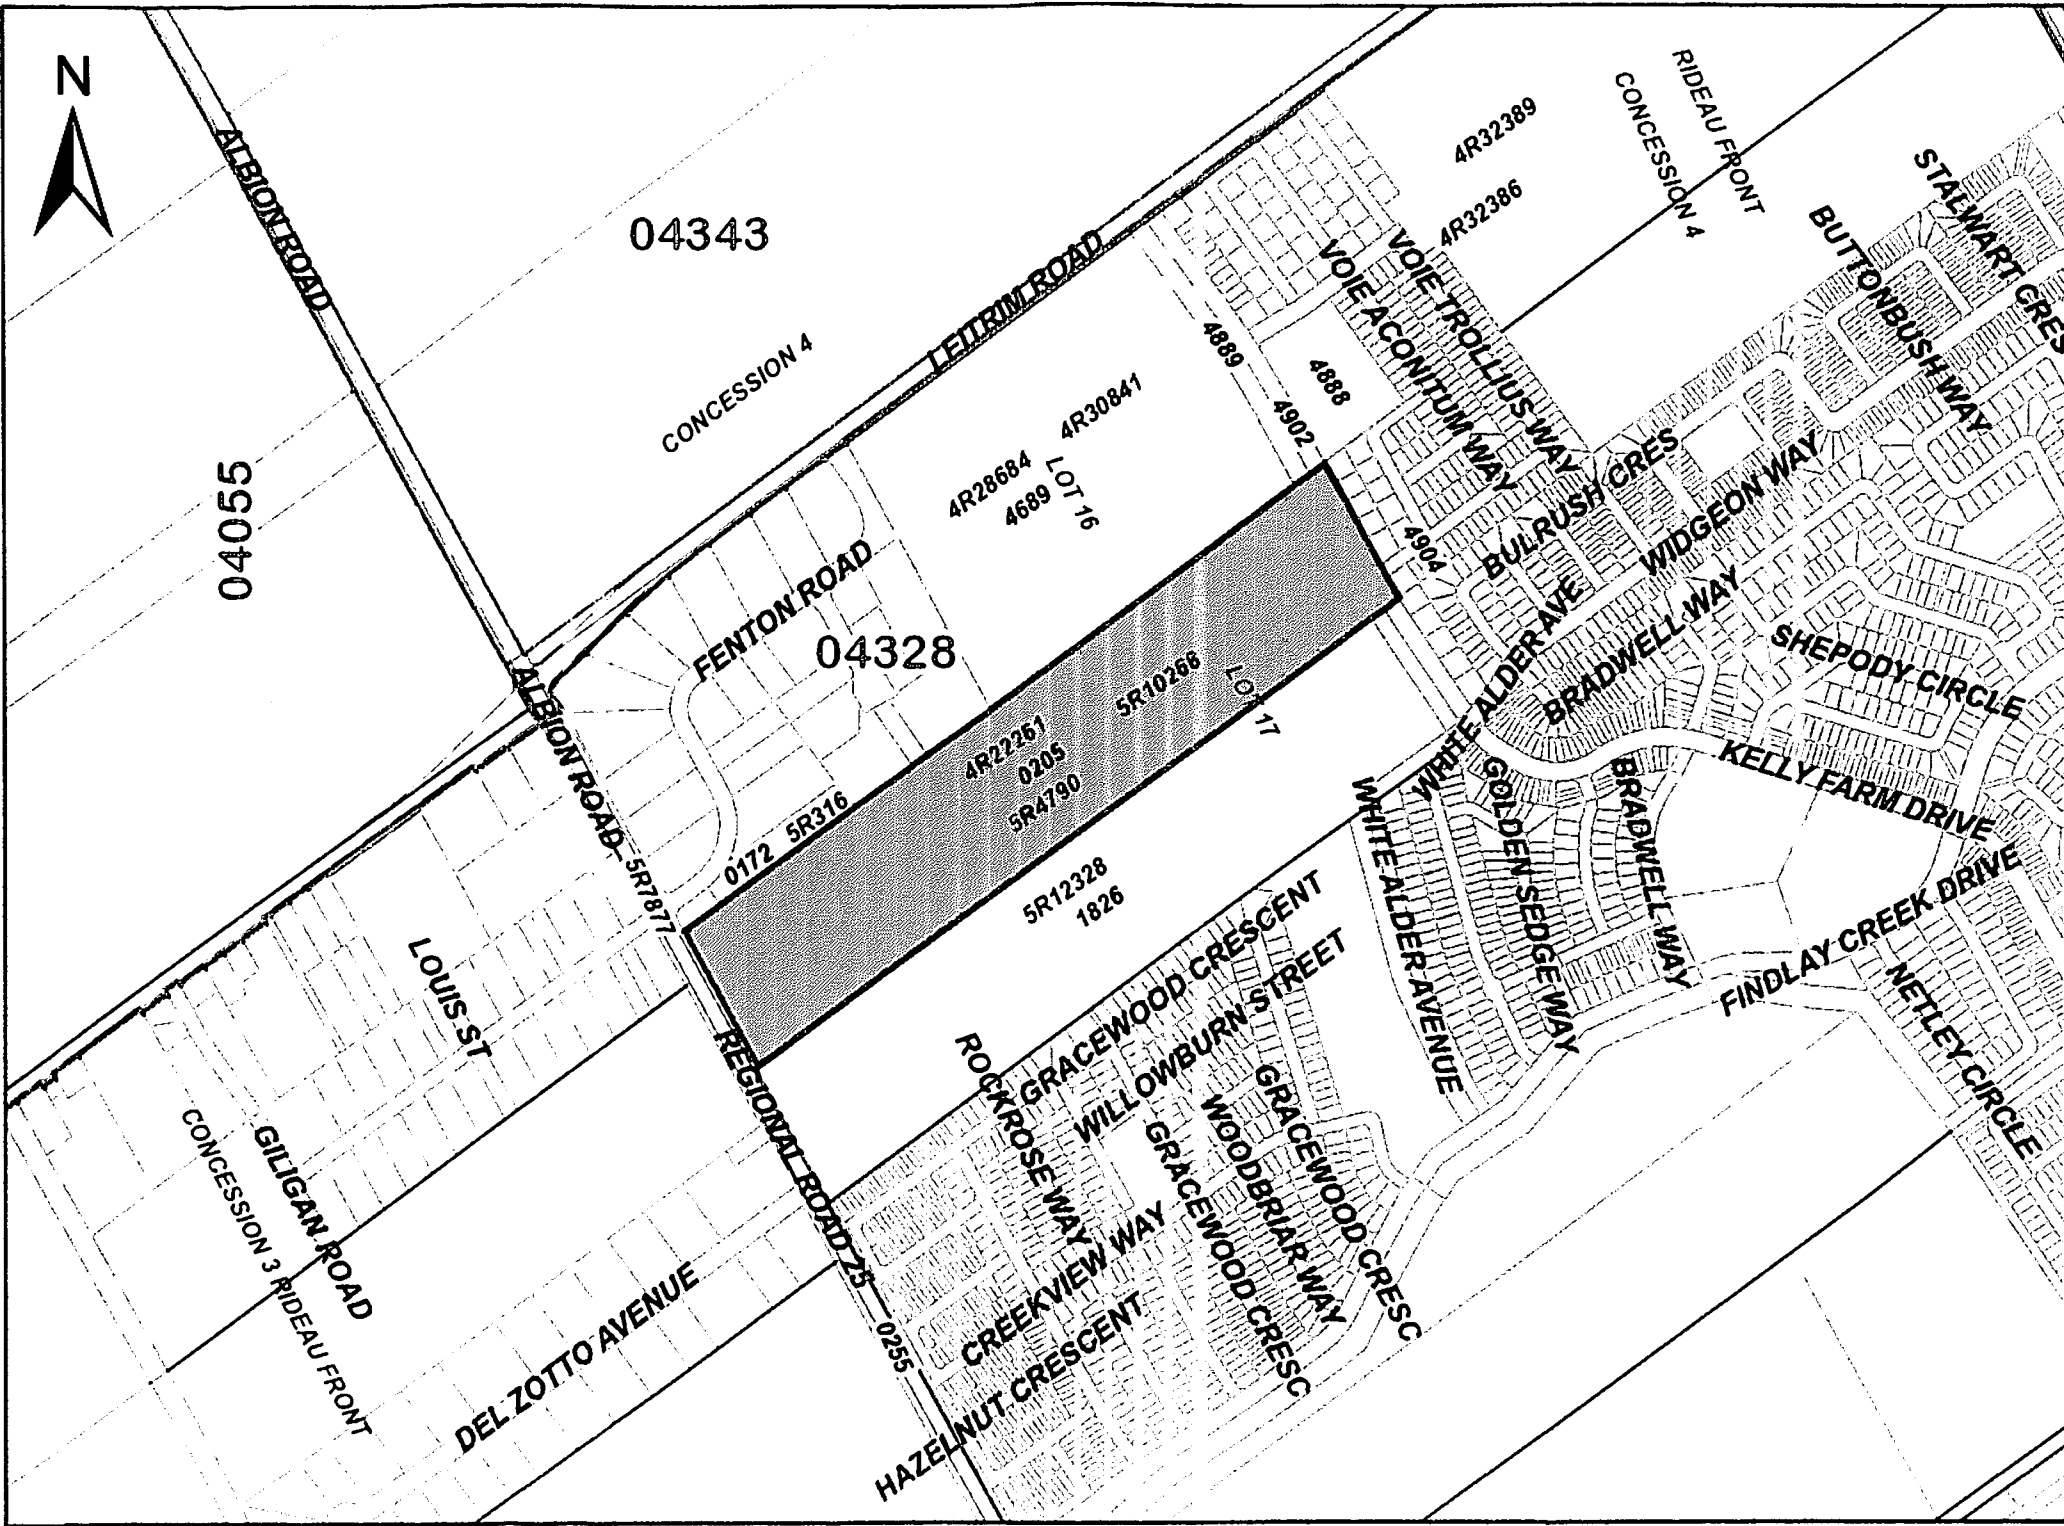 N
ALBION ROAD
04343
RIDEAU FRONT
CONCESSION 4
4R32389
4R32386
STALWART CRES
BUTTONBUSH WAY
VOIE TROLLIUS WAY
VOIE ACONITUM WAY
LEITRIM ROAD
CONCESSION 4
4889
4888
4902
4R30841
4R28684
LOT 16
4689
04055
BULRUSH CRES
WIDGEON WAY
4904
FENTON ROAD
04328
WHITE ALDER AVE
BRADWELL WAY
SHEPODY CIRCLE
ALBION ROAD
5R10268
LOT 17
4R22261
0205
5R4790
KELLY FARM DRIVE
5R316
0172
5R7877
WHITE ALDER AVENUE
GOLDEN SEDGE WAY
BRADWELL WAY
5R12328
1826
FINDLAY CREEK DRIVE
LOUIS ST
GRACEWOOD CRESCENT
WILLOWBURN STREET
NETLEY CIRCLE
REGIONAL ROAD 25
ROCKROSE WAY
GRACEWOOD CRESC
WOODBRIAR WAY
GRACEWOOD CRESC
GILIGAN ROAD
CONCESSION 3 RIDEAU FRONT
CREEKVIEW WAY
DEL ZOTTO AVENUE
0255
HAZELNUT CRESCENT